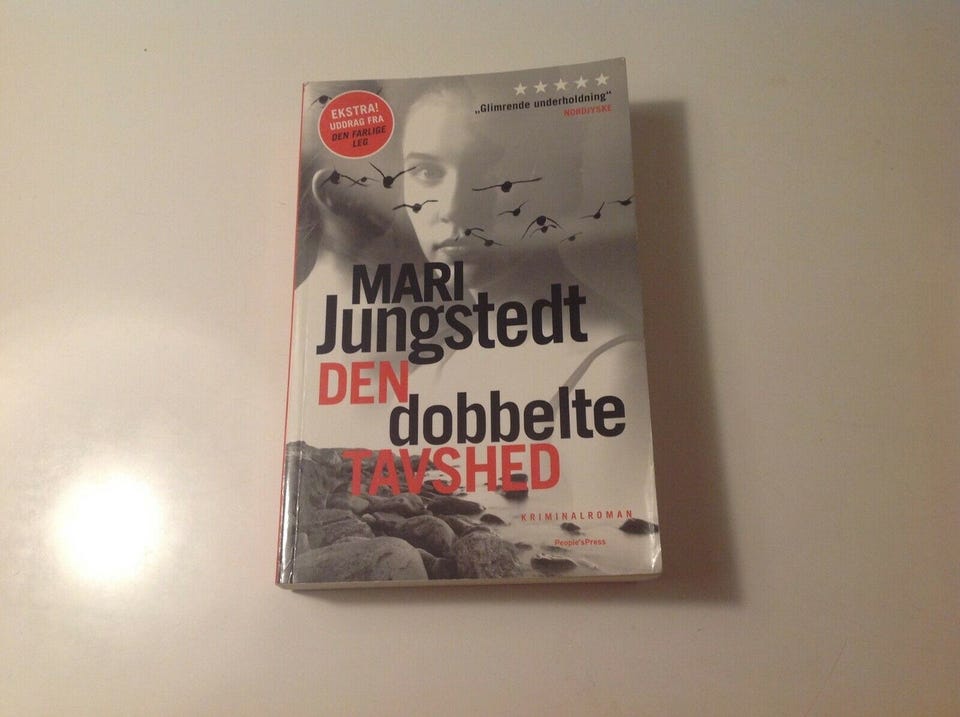 EKSTRA!
UDDRAG FRA
DEN FARLIGE
LEG
„Glimrende underholdning“
NORDJYSKE
MARI
Jungstedt
DEN
dobbelte
TAVSHED
KRIMINALROMAN
People'sPress